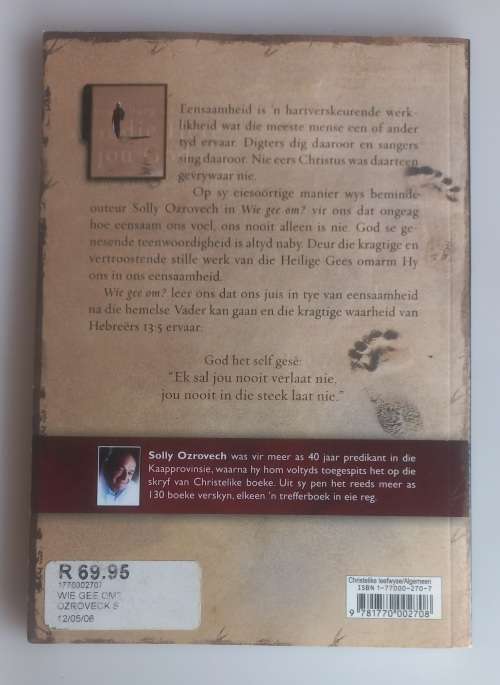 Eensaamheid is 'n hartverskeurende werk-
likheid wat die meeste mense een of ander
tyd ervaar. Digters dig daaroor en sangers
sing daaroor. Nie eers Christus was daarteen
gevrywaar nie.
Op sy eiesoortige manier wys beminde
outeur Solly Ozrovech in Wie gee om? vir ons dat ongeag
hoe eensaam ons voel, ons nooit alleen is nie. God se ge-
nesende teenwoordigheid is altyd naby. Deur die kragtige en
vertroostende stille werk van die Heilige Gees omarm Hy
ons in ons eensaamheid.
Wie gee om? leer ons dat ons juis in tye van eensaamheid
na die hemelse Vader kan gaan en die kragtige waarheid van
Hebreërs 13:5 ervaar:
God het self gesê:
"Ek sal jou nooit verlaat nie,
jou nooit in die steek laat nie."
Solly Ozrovech was vir meer as 40 jaar predikant in die
Kaapprovinsie, waarna hy hom voltyds toegespits het op die
skryf van Christelike boeke. Uit sy pen het reeds meer as
130 boeke verskyn, elkeen 'n trefferboek in eie reg.
R 69.95
1770002707
WIE GEE OM?
OZROVECK S
12/05/06
Christelike leefwyse/Algemeen
ISBN 1-77000-270-7
9 781770 002708